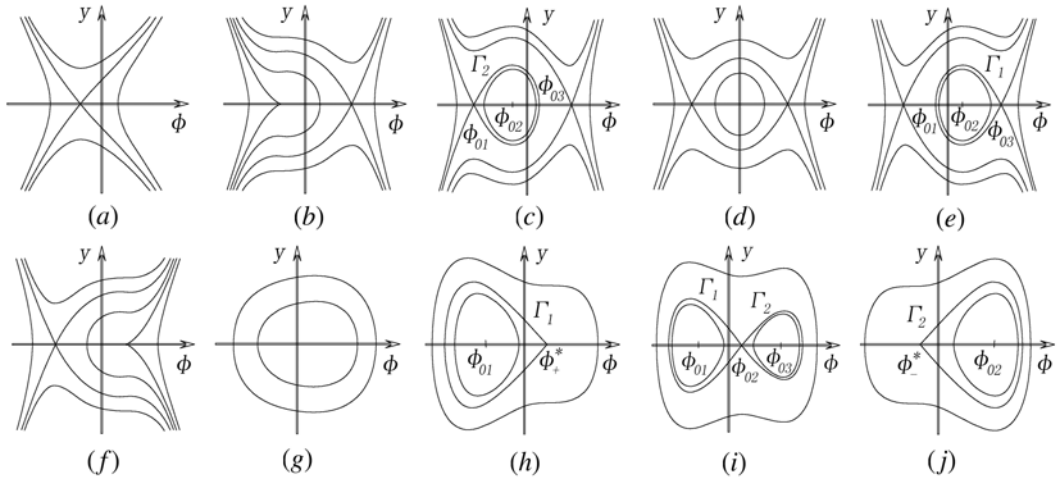 y y y y y
Γ₂ ϕ₀₃ Γ₁
ϕ ϕ ϕ₀₁ ϕ₀₂ ϕ ϕ ϕ₀₁ ϕ₀₂ ϕ₀₃ ϕ
(a) (b) (c) (d) (e)
y y y y y
Γ₁ Γ₁ Γ₂ Γ₂
ϕ ϕ ϕ₀₁ ϕ₊* ϕ ϕ₀₁ ϕ₀₂ ϕ₀₃ ϕ ϕ₋* ϕ₀₂ ϕ
(f) (g) (h) (i) (j)